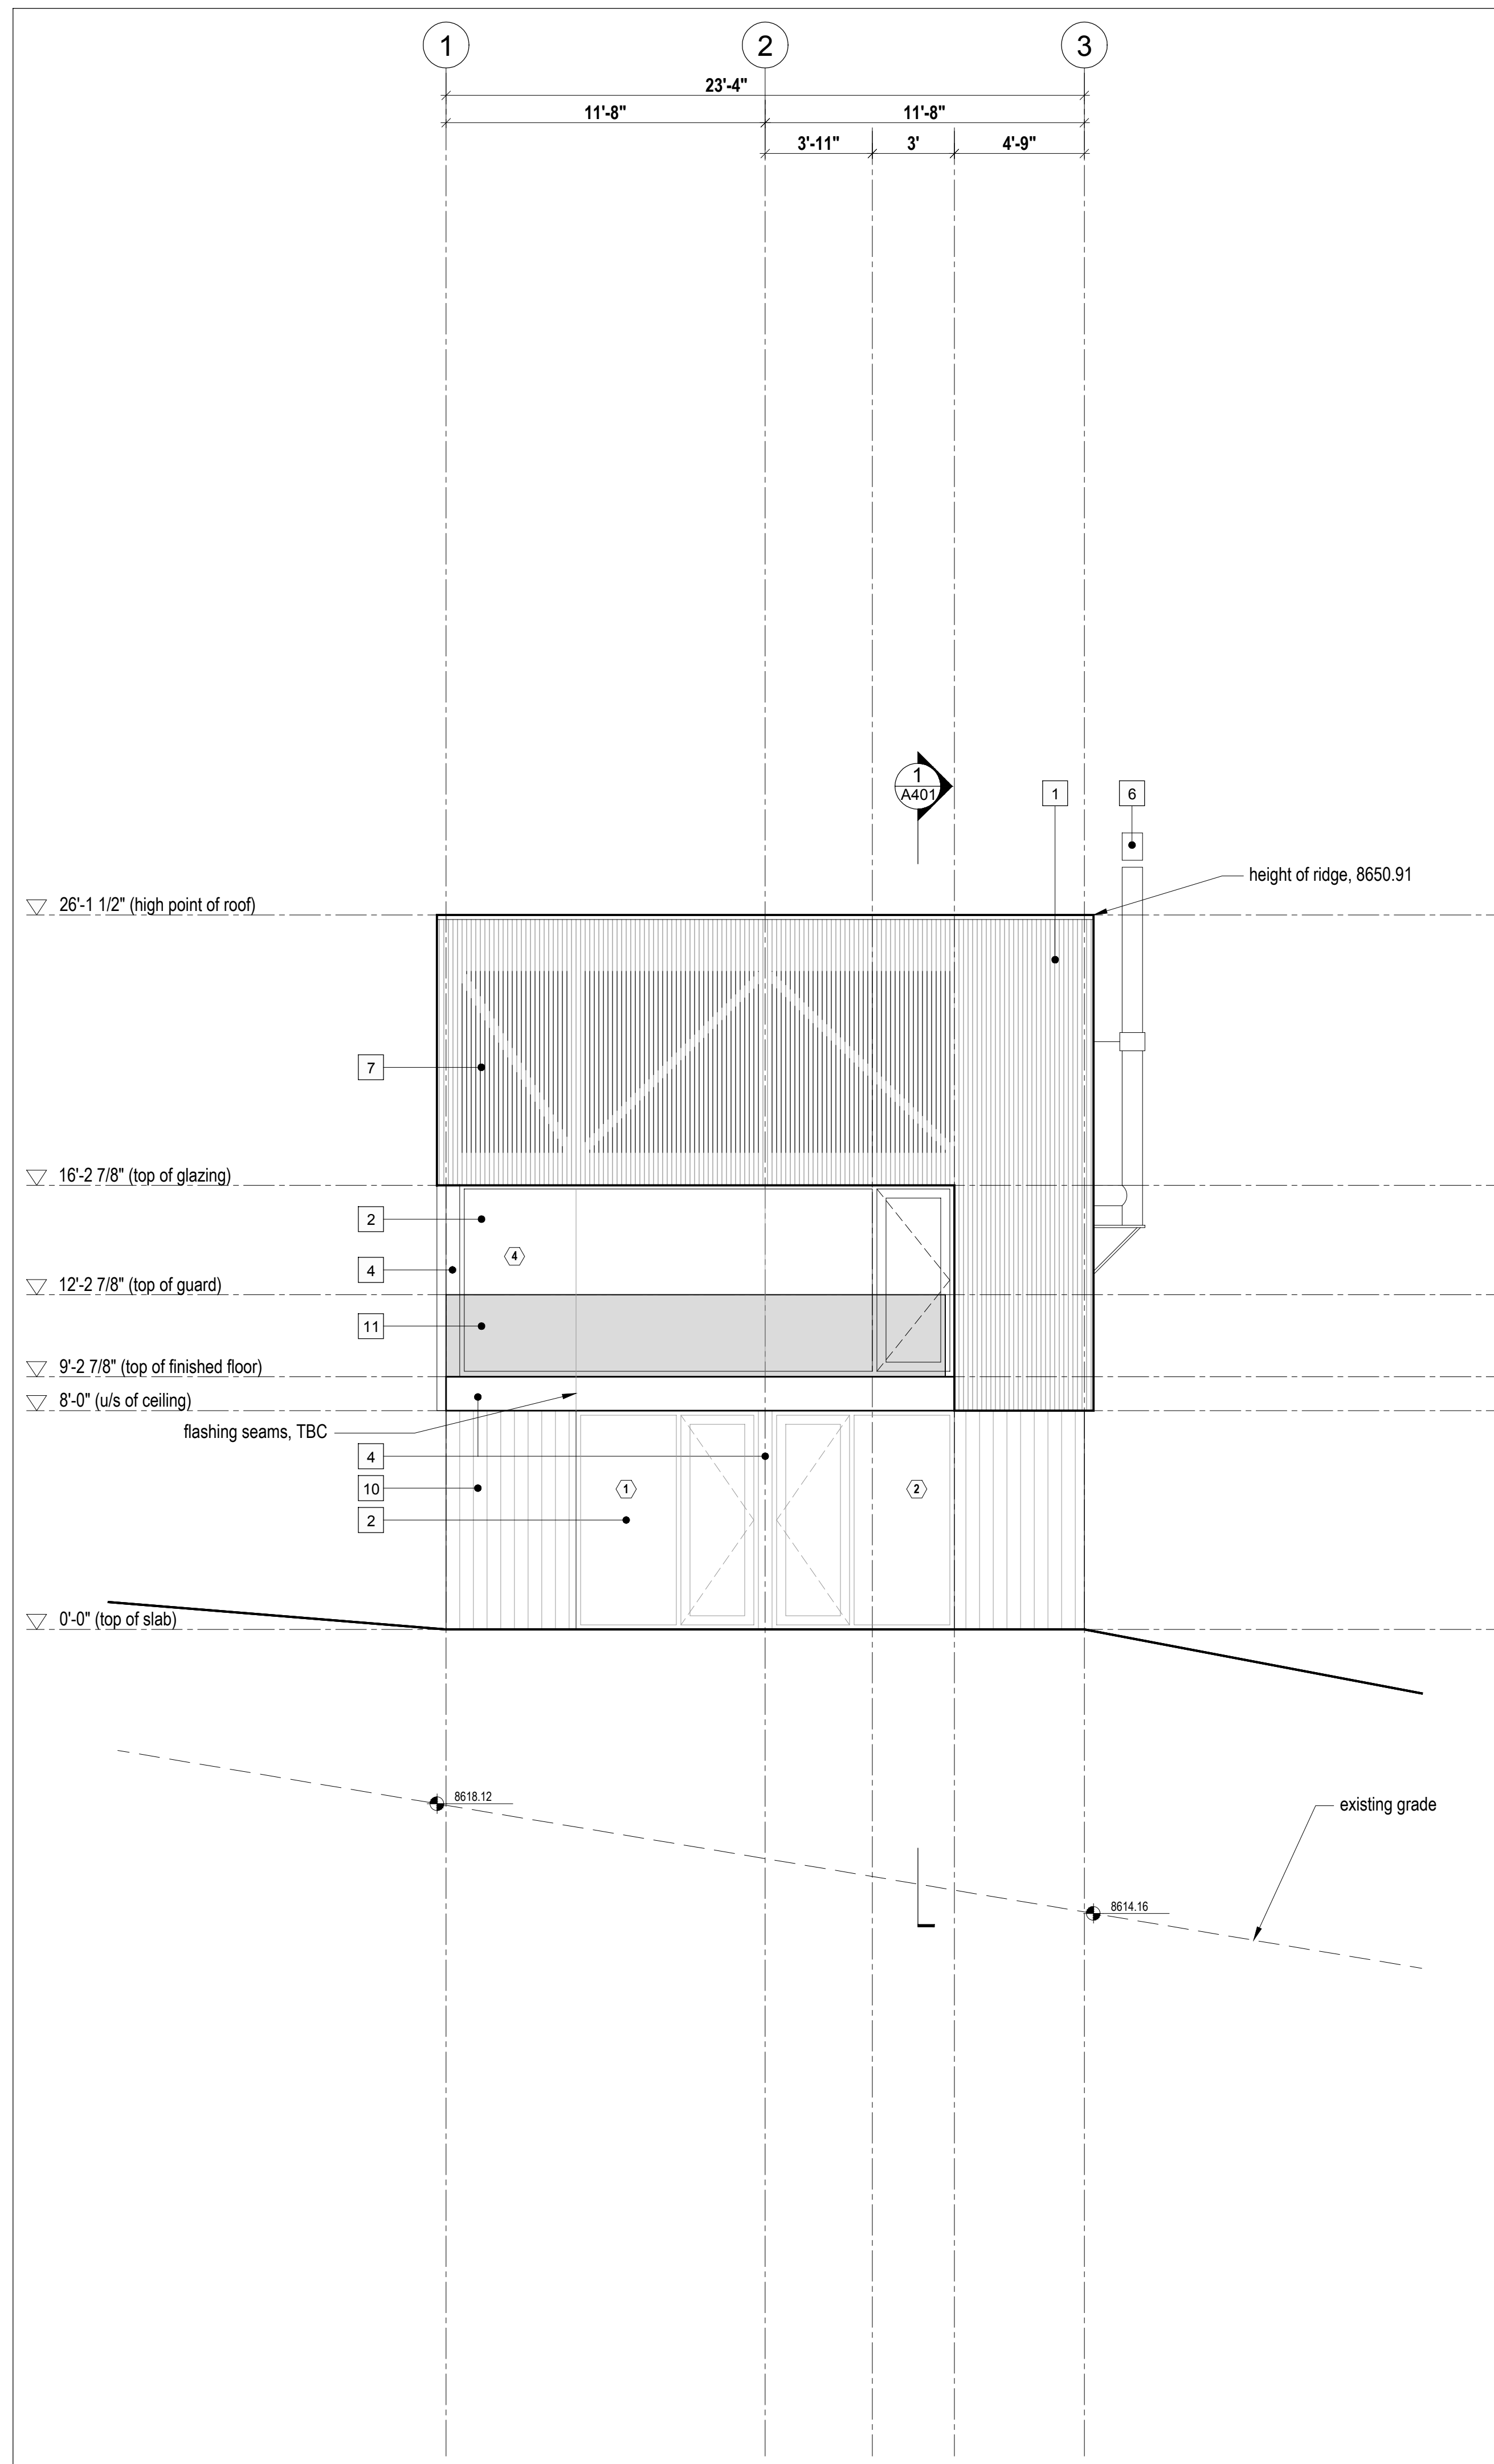 1 2 3
23'-4"
11'-8" 11'-8"
3'-11" 3' 4'-9"
1
A401
1 6
height of ridge, 8650.91
26'-1 1/2" (high point of roof)
7
16'-2 7/8" (top of glazing)
2
4
4
12'-2 7/8" (top of guard)
11
9'-2 7/8" (top of finished floor)
8'-0" (u/s of ceiling)
flashing seams, TBC
4
10
1 2
2
0'-0" (top of slab)
8618.12
existing grade
8614.16